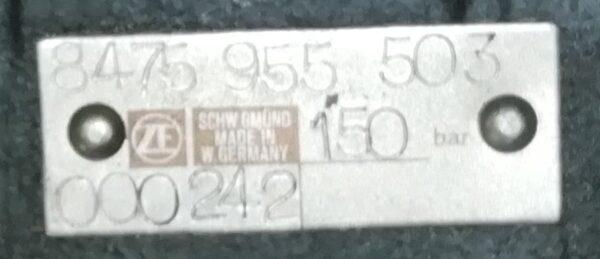 8475 955 503
ZF
SCHW. GMÜND
MADE IN
W. GERMANY
150 bar
000242